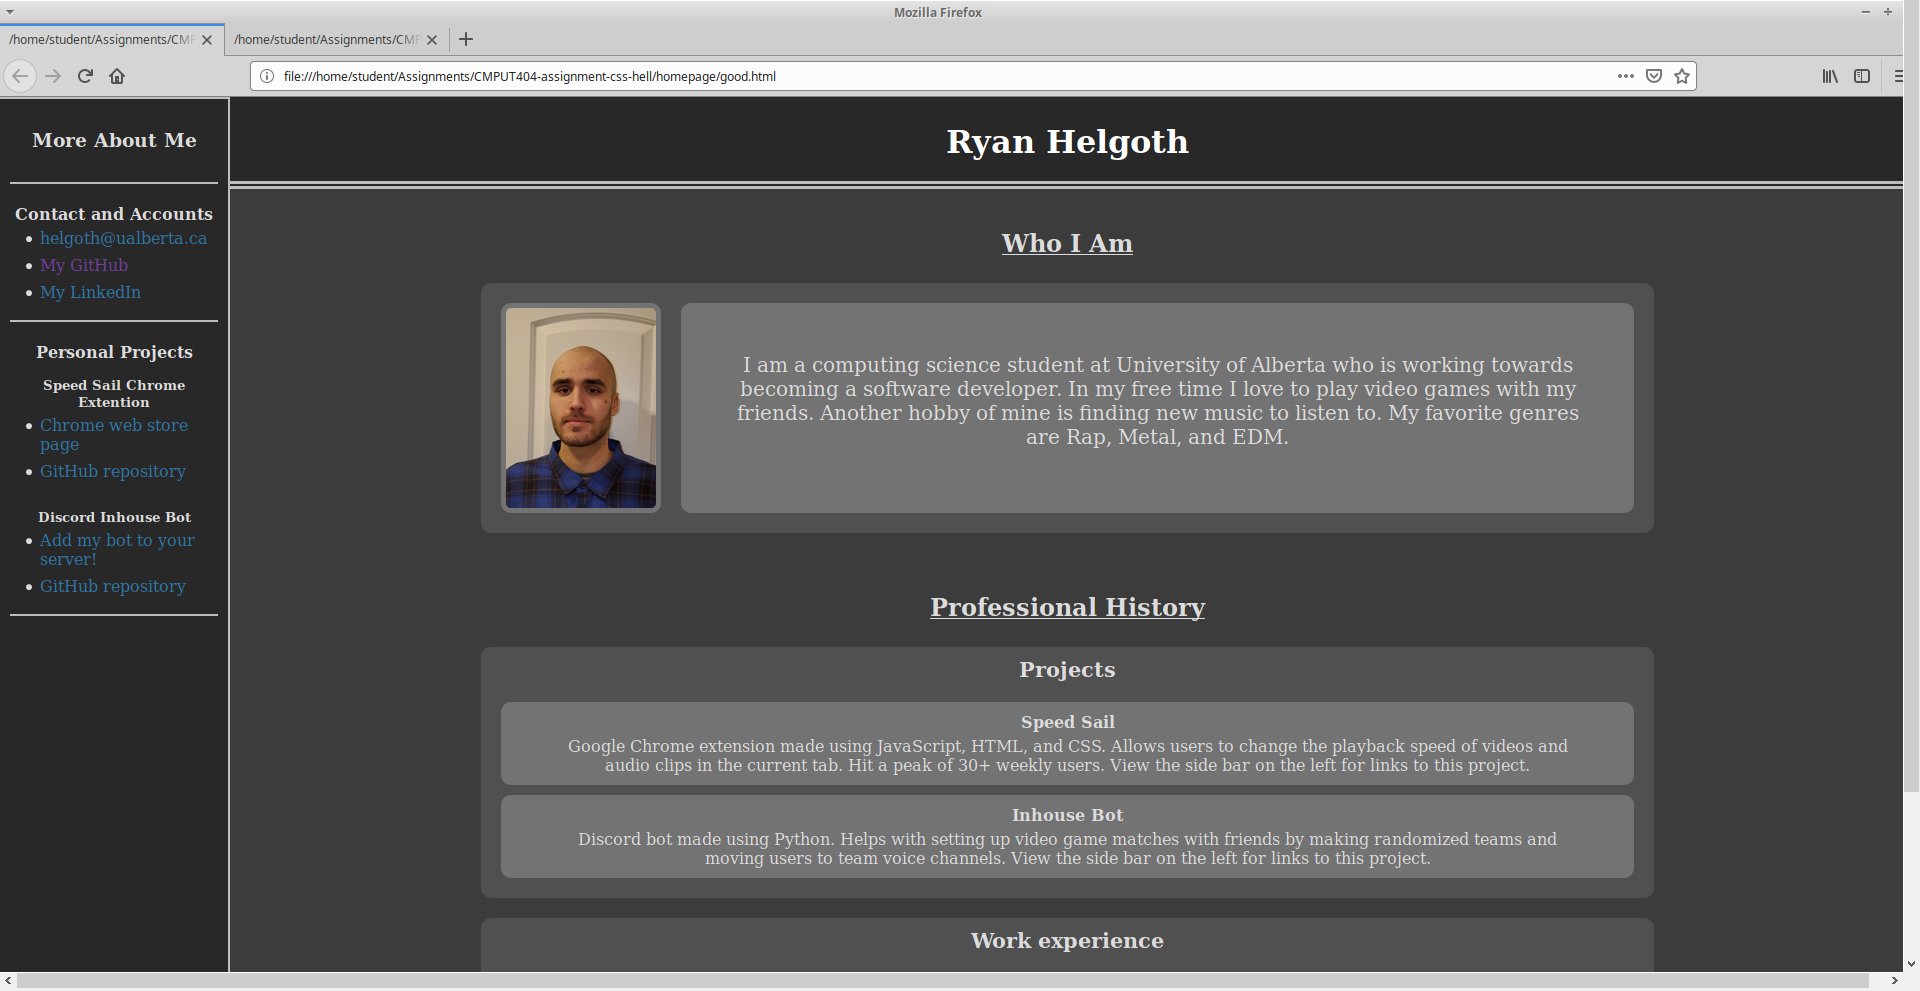 Mozilla Firefox
/home/student/Assignments/CMP
/home/student/Assignments/CMP
file:///home/student/Assignments/CMPUT404-assignment-css-hell/homepage/good.html
More About Me
Contact and Accounts
helgoth@ualberta.ca
My GitHub
My LinkedIn
Personal Projects
Speed Sail Chrome
Extention
Chrome web store
page
GitHub repository
Discord Inhouse Bot
Add my bot to your
server!
GitHub repository
Ryan Helgoth
Who I Am
I am a computing science student at University of Alberta who is working towards
becoming a software developer. In my free time I love to play video games with my
friends. Another hobby of mine is finding new music to listen to. My favorite genres
are Rap, Metal, and EDM.
Professional History
Projects
Speed Sail
Google Chrome extension made using JavaScript, HTML, and CSS. Allows users to change the playback speed of videos and
audio clips in the current tab. Hit a peak of 30+ weekly users. View the side bar on the left for links to this project.
Inhouse Bot
Discord bot made using Python. Helps with setting up video game matches with friends by making randomized teams and
moving users to team voice channels. View the side bar on the left for links to this project.
Work experience